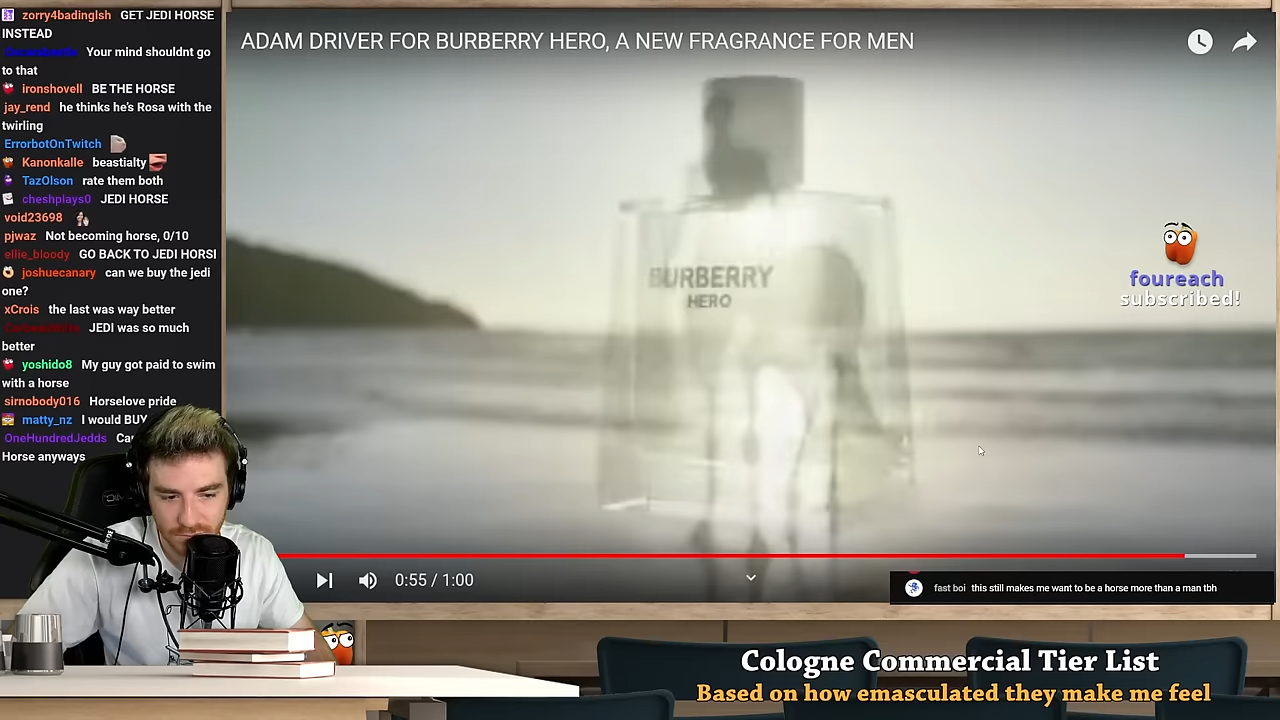 zorry4badinglsh GET JEDI HORSE
INSTEAD
Your mind shouldnt go
to that
ironshovell BE THE HORSE
jay_rend he thinks he's Rosa with the
twirling
ErrorbotOnTwitch
Kanonkalle beastialty
TazOlson rate them both
cheshplays0 JEDI HORSE
void23698
pjwaz Not becoming horse, 0/10
ellie_bloody GO BACK TO JEDI HORSI
joshuecanary can we buy the jedi
one?
xCrois the last was way better
JEDI was so much
better
yoshido8 My guy got paid to swim
with a horse
sirnobody016 Horselove pride
matty_nz I would BUY
OneHundredJedds
Horse anyways
ADAM DRIVER FOR BURBERRY HERO, A NEW FRAGRANCE FOR MEN
BURBERRY
HERO
foureach
subscribed!
0:55 / 1:00
fast boi this still makes me want to be a horse more than a man tbh
Cologne Commercial Tier List
Based on how emasculated they make me feel